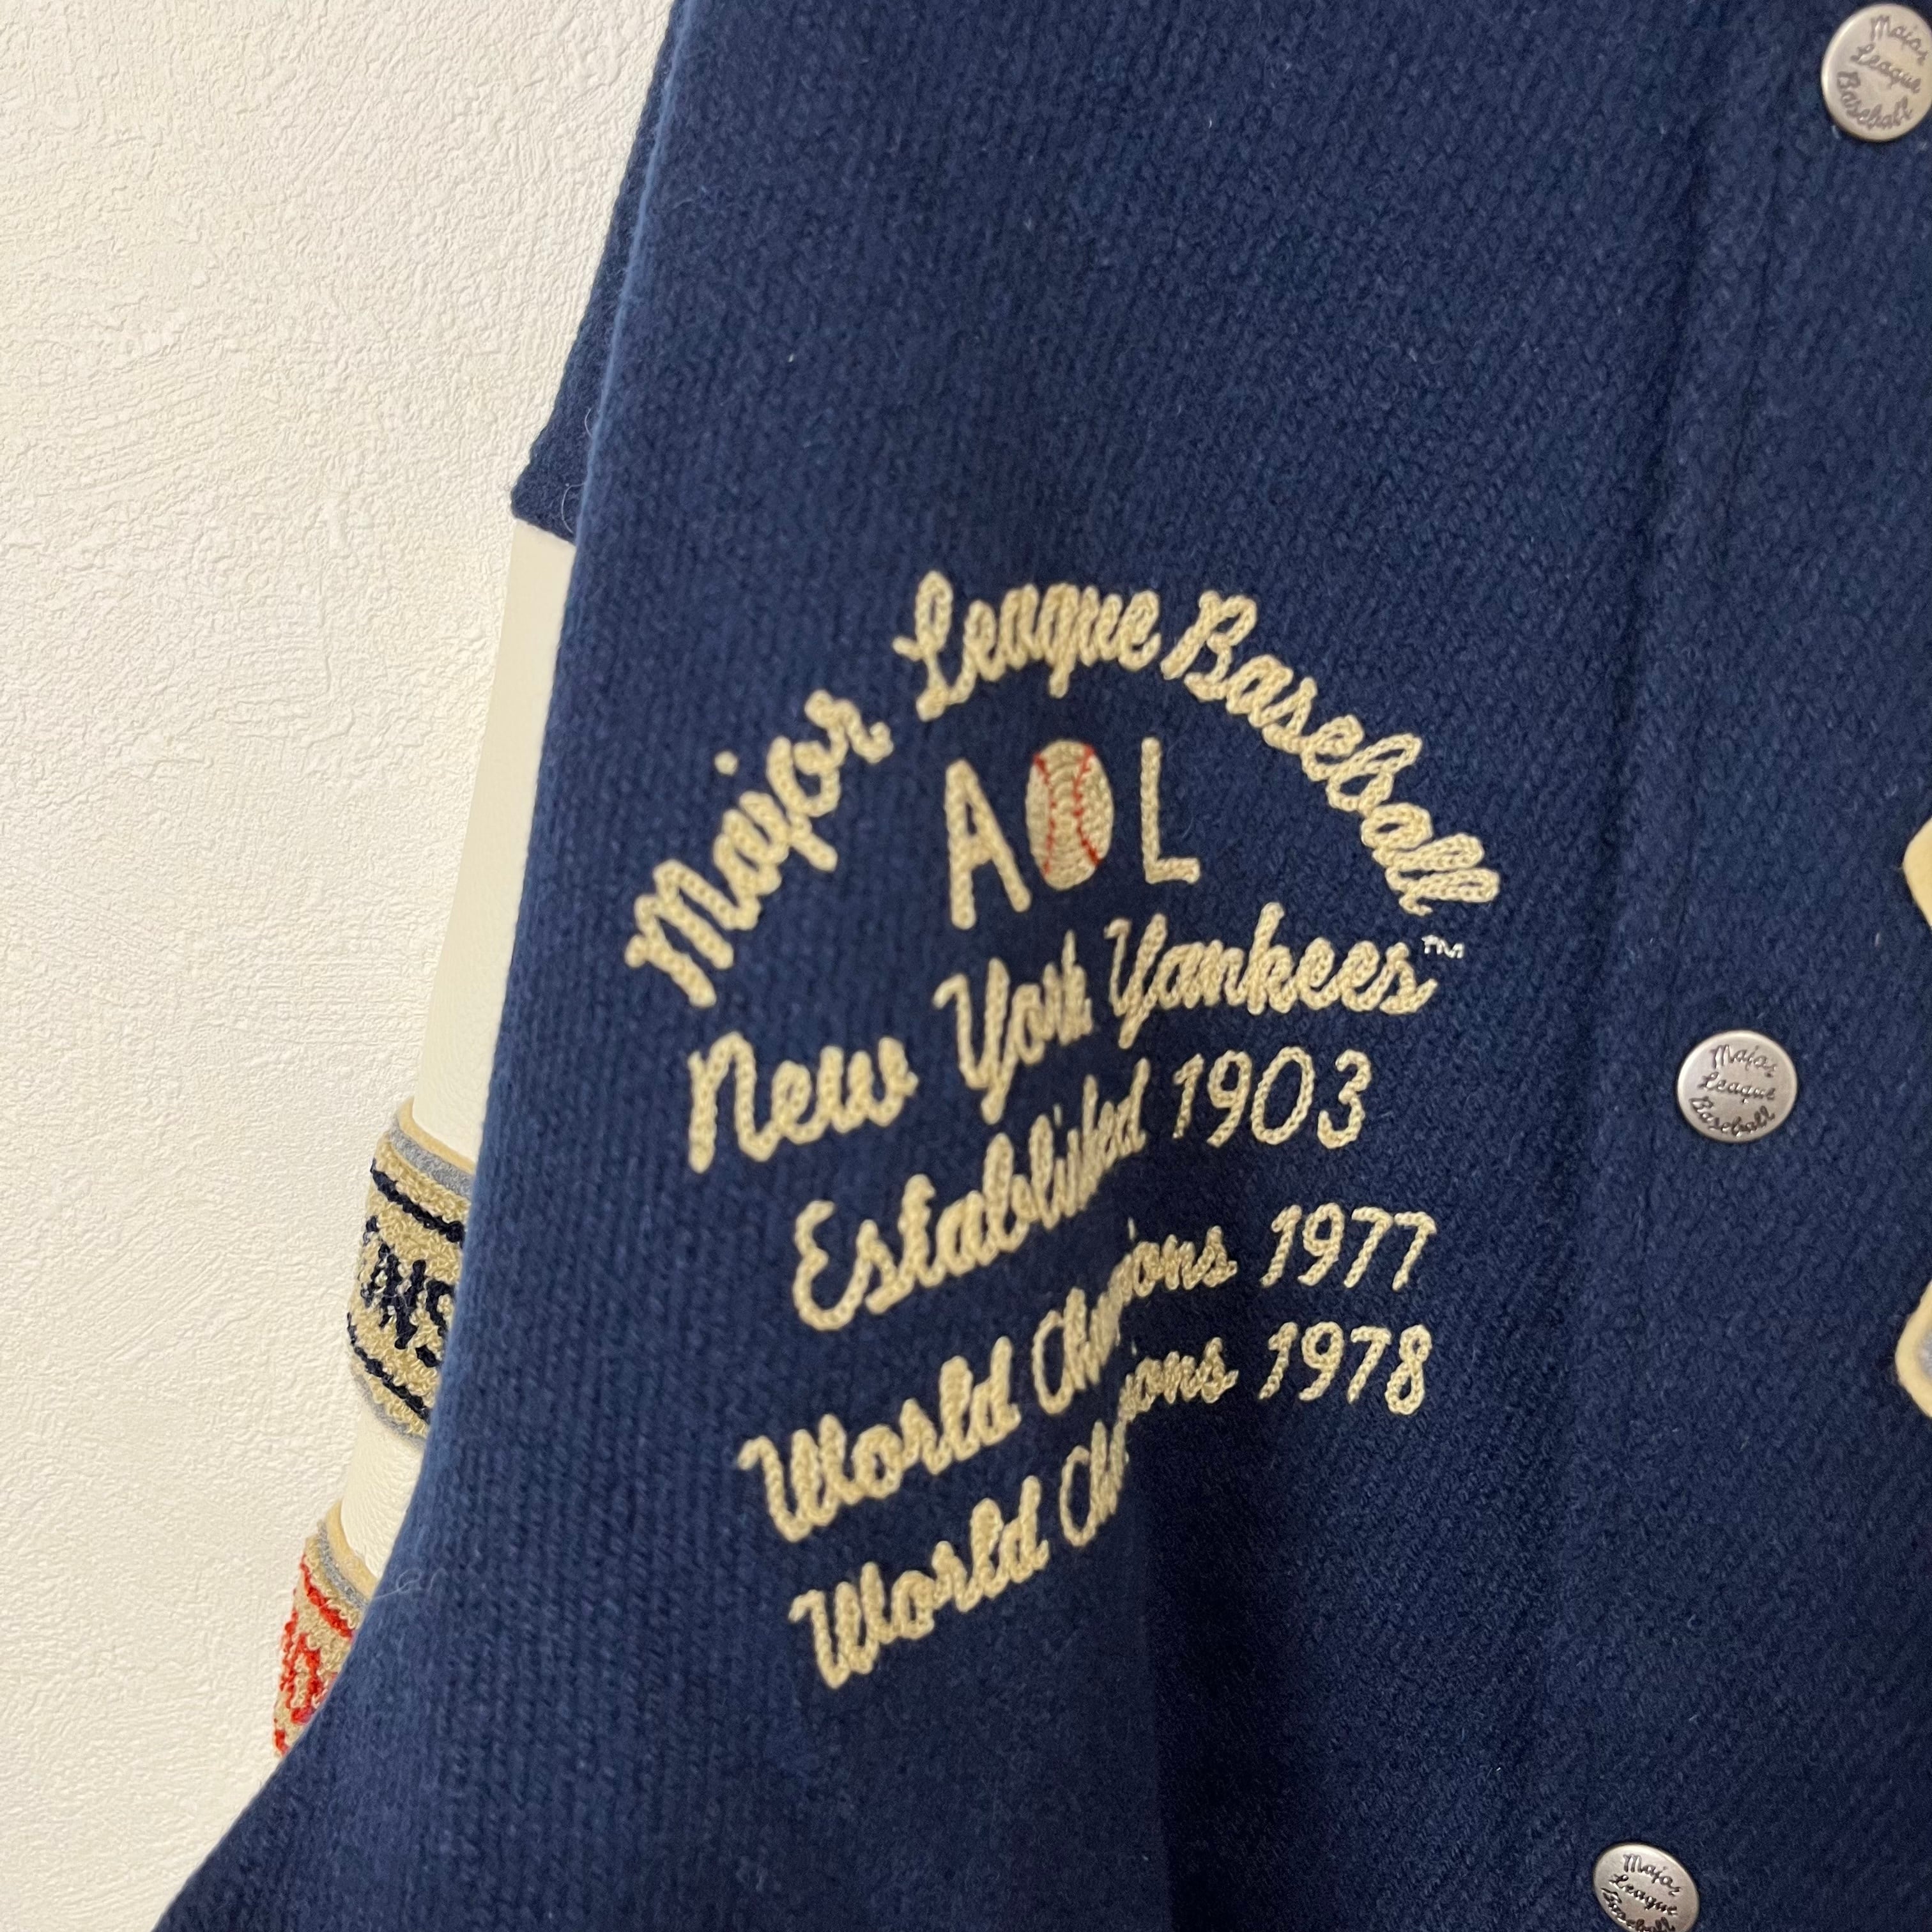 Major
League
Baseball
Major League Baseball
A L
New York Yankees™
Established 1903
World Champions 1977
World Champions 1978
Major
League
Baseball
Major
League
Baseball